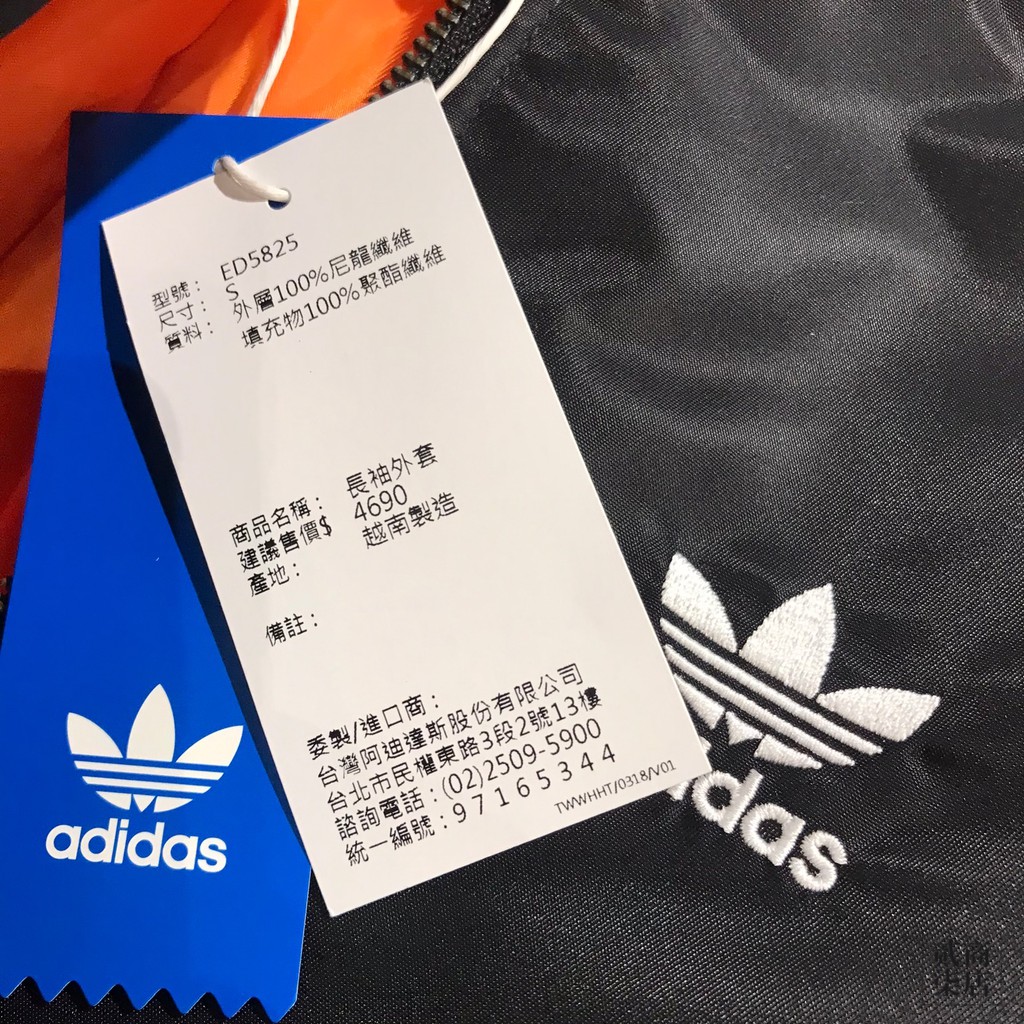 型號： ED5825
尺寸： S
質料： 外層100%尼龍纖維
填充物100%聚酯纖維
商品名稱： 長袖外套
建議售價$ 4690
產地： 越南製造
備註：
委製/進口商：
台灣阿迪達斯股份有限公司
台北市民權東路3段2號13樓
諮詢電話：(02)2509-5900
統一編號：97165344
TWWHHT/0318/V01
adidas
idas